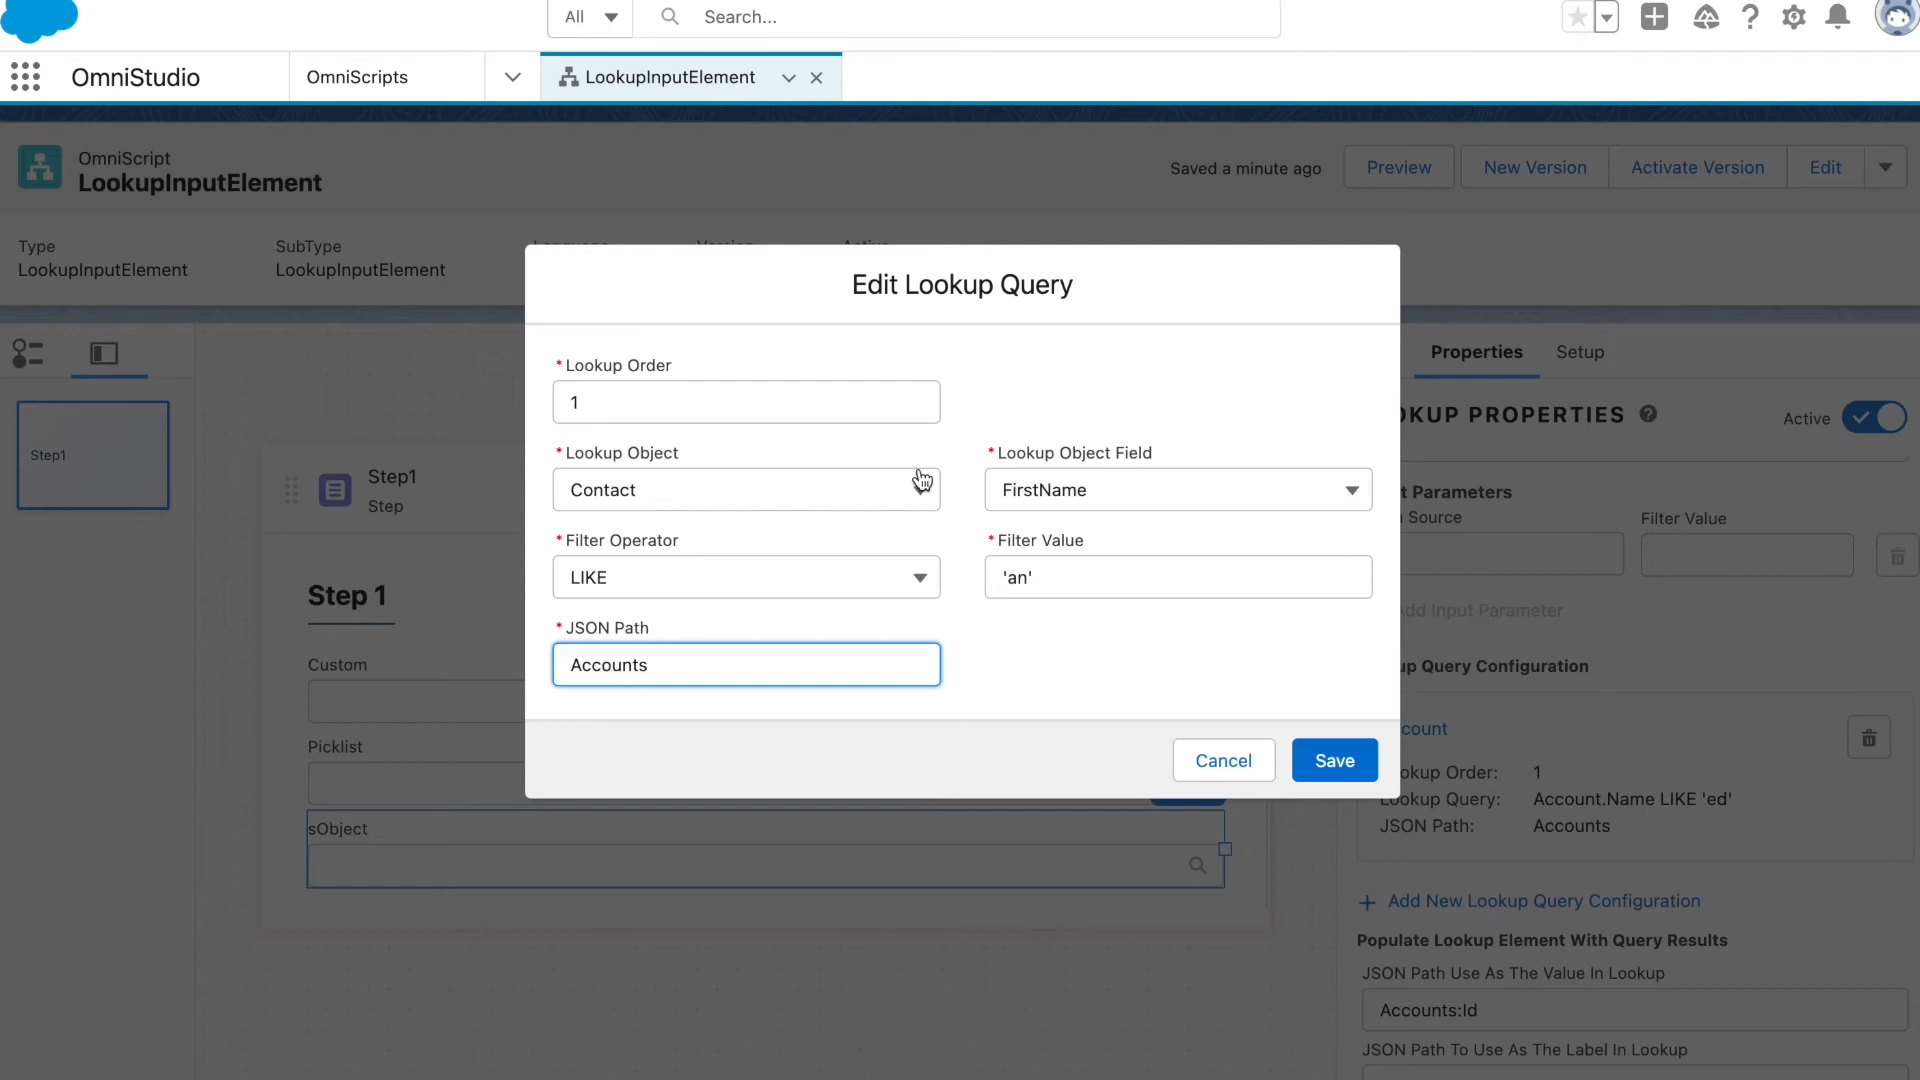 All
Search...
OmniStudio
OmniScripts
LookupInputElement
OmniScript
LookupInputElement
Saved a minute ago
Preview
New Version
Activate Version
Edit
Type
LookupInputElement
SubType
LookupInputElement
Edit Lookup Query
* Lookup Order
1
* Lookup Object
Contact
* Lookup Object Field
FirstName
* Filter Operator
LIKE
* Filter Value
'an'
* JSON Path
Accounts
Cancel
Save
Step1
Step1
Step
Step 1
Custom
Picklist
sObject
Properties
Setup
OKUP PROPERTIES
Active
t Parameters
Source
Filter Value
dd Input Parameter
up Query Configuration
count
okup Order:
1
Lookup Query:
Account.Name LIKE 'ed'
JSON Path:
Accounts
Add New Lookup Query Configuration
Populate Lookup Element With Query Results
JSON Path Use As The Value In Lookup
Accounts:Id
JSON Path To Use As The Label In Lookup